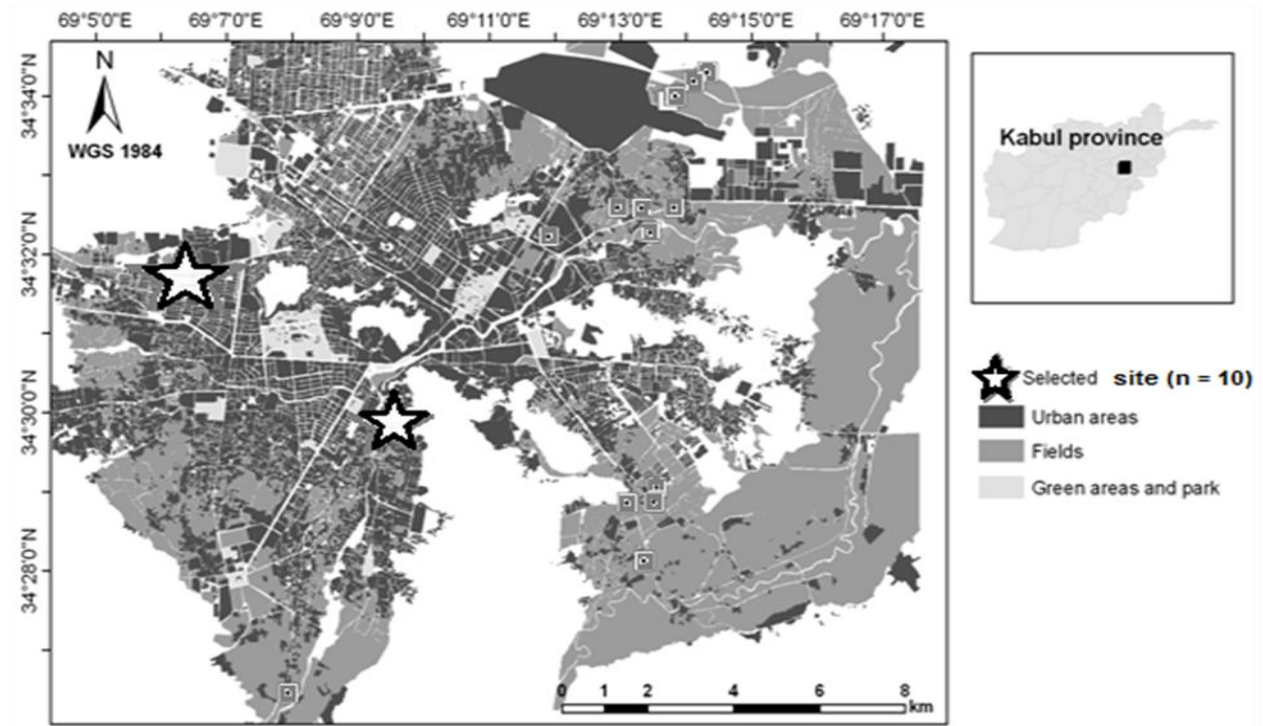 69°5'0"E 69°7'0"E 69°9'0"E 69°11'0"E 69°13'0"E 69°15'0"E 69°17'0"E
34°34'0"N
34°32'0"N
34°30'0"N
34°28'0"N
N
WGS 1984
0 1 2 4 6 8
km
Kabul province
Selected site (n = 10)
Urban areas
Fields
Green areas and park